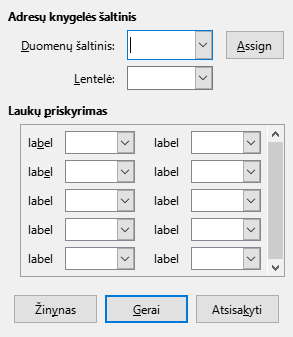 Adresų knygelės šaltinis
Duomenų šaltinis: Assign
Lentelė:
Laukų priskyrimas
label label
label label
label label
label label
label label
Žinynas Gerai Atsisakyti